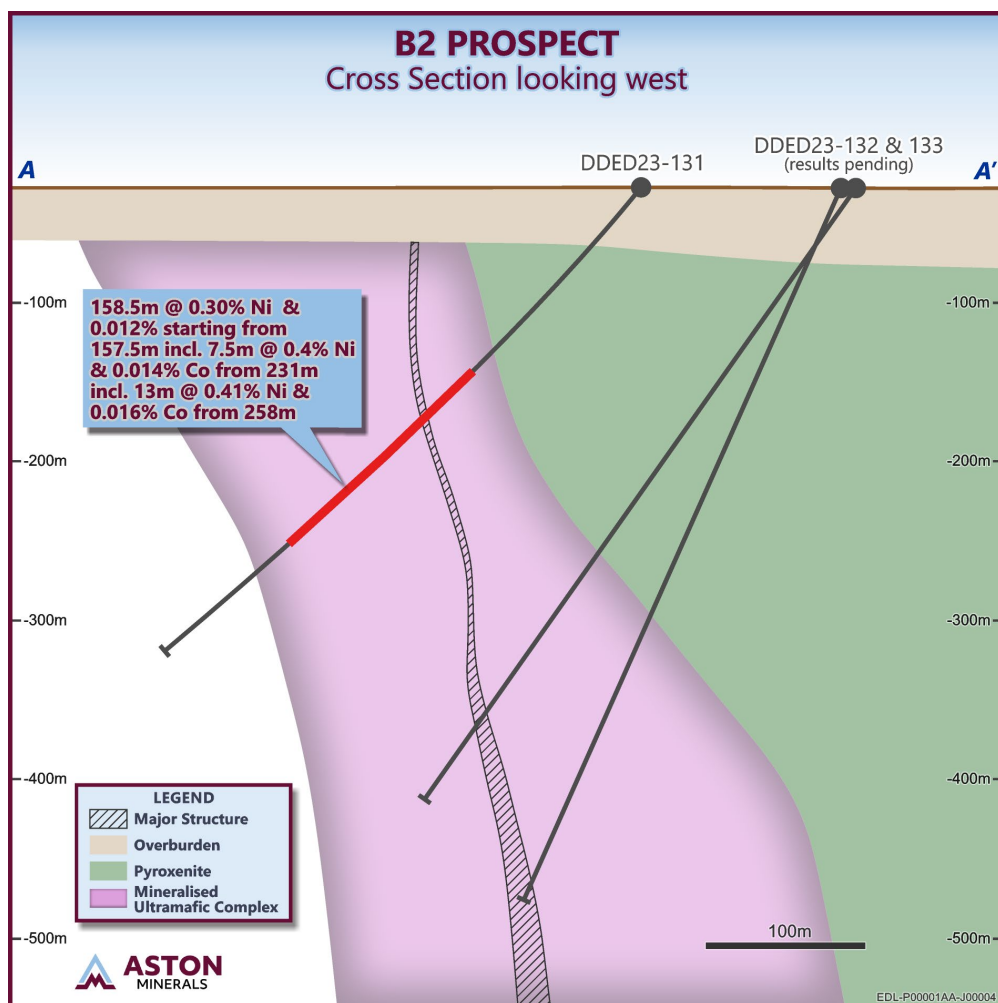 B2 PROSPECT
Cross Section looking west
DDED23-131
DDED23-132 & 133
(results pending)
A
A'
158.5m @ 0.30% Ni &
0.012% starting from
157.5m incl. 7.5m @ 0.4% Ni
& 0.014% Co from 231m
incl. 13m @ 0.41% Ni &
0.016% Co from 258m
-100m
-100m
-200m
-200m
-300m
-300m
-400m
-400m
LEGEND
Major Structure
Overburden
Pyroxenite
Mineralised
Ultramafic Complex
-500m
-500m
100m
ASTON
MINERALS
EDL-P00001AA-J00004